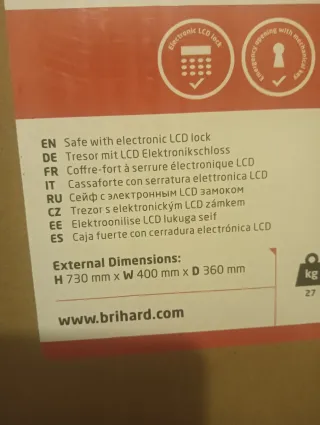 Electronic LCD lock
Emergency opening with mechanical key
EN Safe with electronic LCD lock
DE Tresor mit LCD Elektronikschloss
FR Coffre-fort à serrure électronique LCD
IT Cassaforte con serratura elettronica LCD
RU Сейф с электронным LCD замоком
CZ Trezor s elektronickým LCD zámkem
EE Elektroonilise LCD lukuga seif
ES Caja fuerte con cerradura electrónica LCD
External Dimensions:
H 730 mm x W 400 mm x D 360 mm
kg
27
www.brihard.com